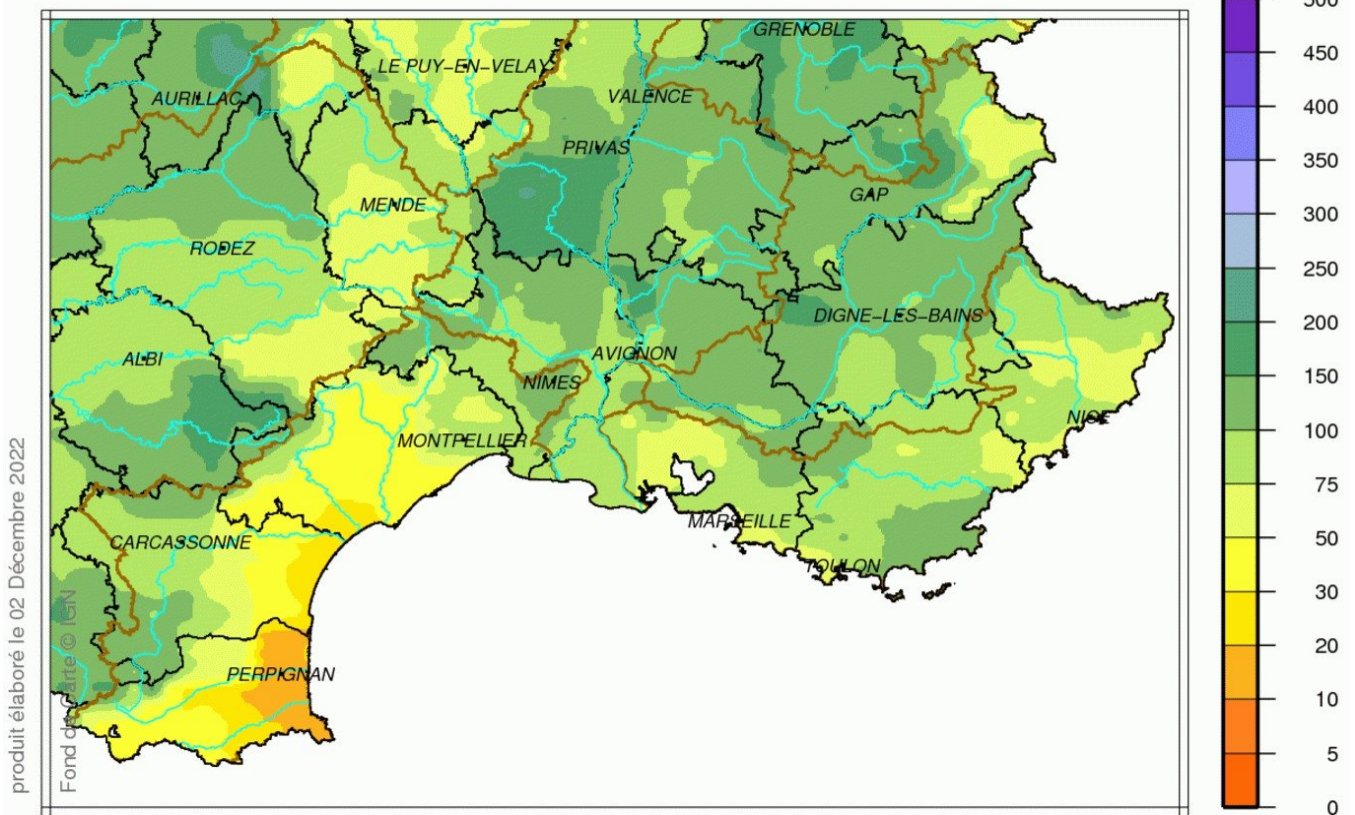 500
450
400
350
300
250
200
150
100
75
50
30
20
10
5
0
GRENOBLE
LE PUY-EN-VELAY
AURILLAC
VALENCE
PRIVAS
GAP
MENDE
RODEZ
DIGNE-LES-BAINS
ALBI
AVIGNON
NIMES
NICE
MONTPELLIER
MARSEILLE
CARCASSONNE
TOULON
PERPIGNAN
produit élaboré le 02 Décembre 2022
Fond de Carte © IGN